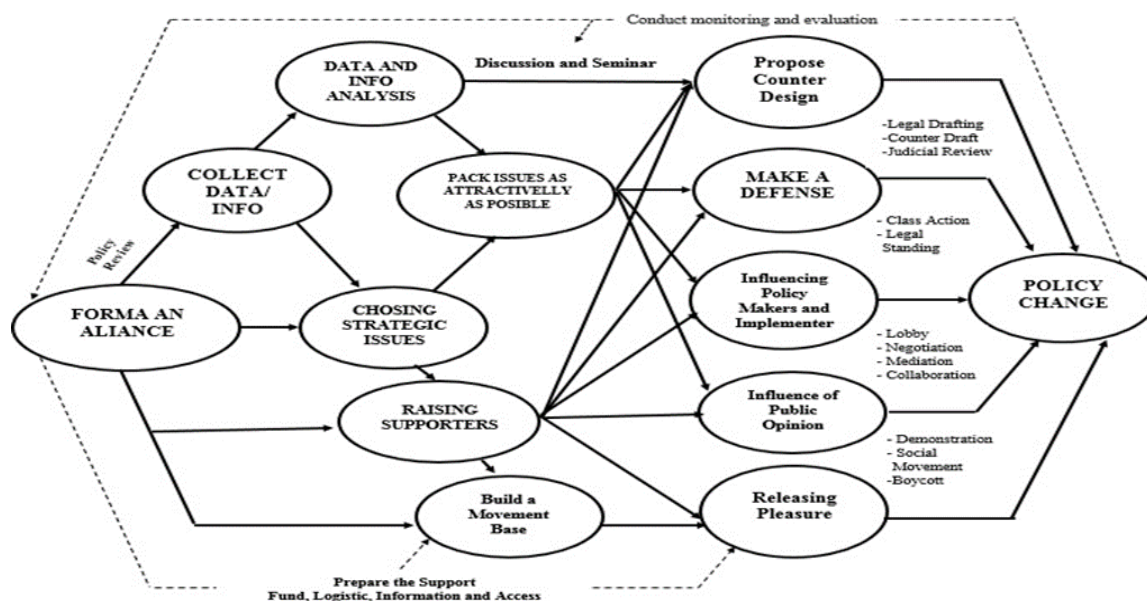 Conduct monitoring and evaluation
DATA AND
INFO
ANALYSIS
Discussion and Seminar
Propose
Counter
Design
-Legal Drafting
-Counter Draft
-Judicial Review
COLLECT
DATA/
INFO
PACK ISSUES AS
ATTRACTIVELLY
AS POSIBLE
MAKE A
DEFENSE
- Class Action
- Legal
Standing
Policy
Review
FORMA AN
ALIANCE
CHOSING
STRATEGIC
ISSUES
Influencing
Policy
Makers and
Implementer
POLICY
CHANGE
- Lobby
- Negotiation
- Mediation
- Collaboration
RAISING
SUPPORTERS
Influence of
Public
Opinion
- Demonstration
- Social
Movement
-Boycott
Build a
Movement
Base
Releasing
Pleasure
Prepare the Support
Fund, Logistic, Information and Access